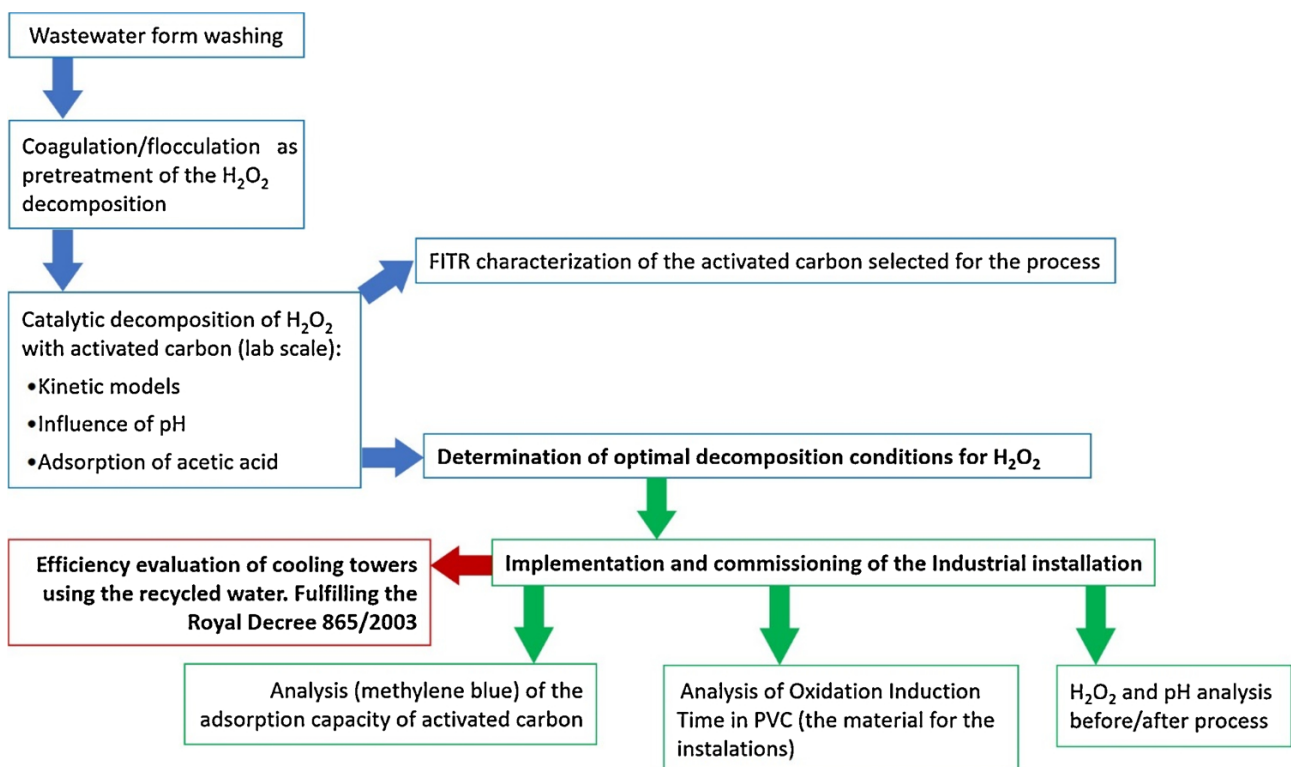 Wastewater form washing
Coagulation/flocculation as
pretreatment of the H₂O₂
decomposition
FITR characterization of the activated carbon selected for the process
Catalytic decomposition of H₂O₂
with activated carbon (lab scale):
•Kinetic models
•Influence of pH
•Adsorption of acetic acid
Determination of optimal decomposition conditions for H₂O₂
Efficiency evaluation of cooling towers
using the recycled water. Fulfilling the
Royal Decree 865/2003
Implementation and commissioning of the Industrial installation
Analysis (methylene blue) of the
adsorption capacity of activated carbon
Analysis of Oxidation Induction
Time in PVC (the material for the
instalations)
H₂O₂ and pH analysis
before/after process